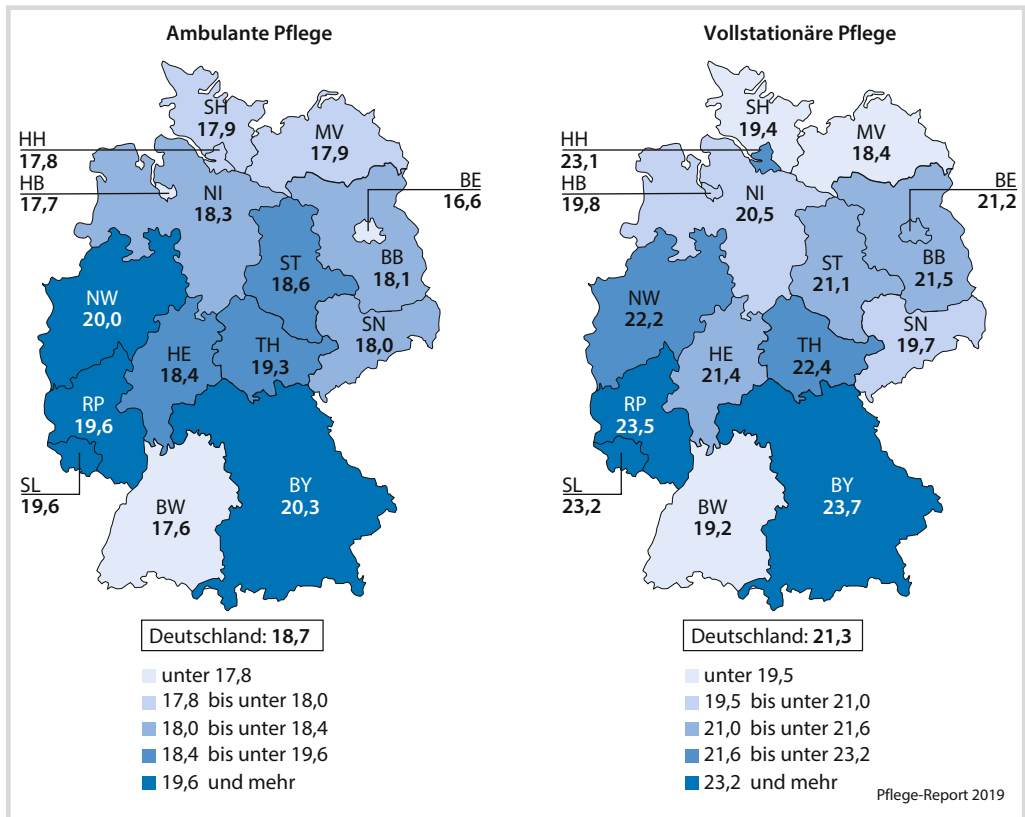 Ambulante Pflege
SH
17,9
MV
17,9
HH
17,8
HB
17,7
NI
18,3
BE
16,6
ST
18,6
BB
18,1
NW
20,0
SN
18,0
HE
18,4
TH
19,3
RP
19,6
SL
19,6
BW
17,6
BY
20,3
Deutschland: 18,7
unter 17,8
17,8 bis unter 18,0
18,0 bis unter 18,4
18,4 bis unter 19,6
19,6 und mehr
Vollstationäre Pflege
SH
19,4
MV
18,4
HH
23,1
HB
19,8
NI
20,5
BE
21,2
ST
21,1
BB
21,5
NW
22,2
SN
19,7
HE
21,4
TH
22,4
RP
23,5
SL
23,2
BW
19,2
BY
23,7
Deutschland: 21,3
unter 19,5
19,5 bis unter 21,0
21,0 bis unter 21,6
21,6 bis unter 23,2
23,2 und mehr
Pflege-Report 2019